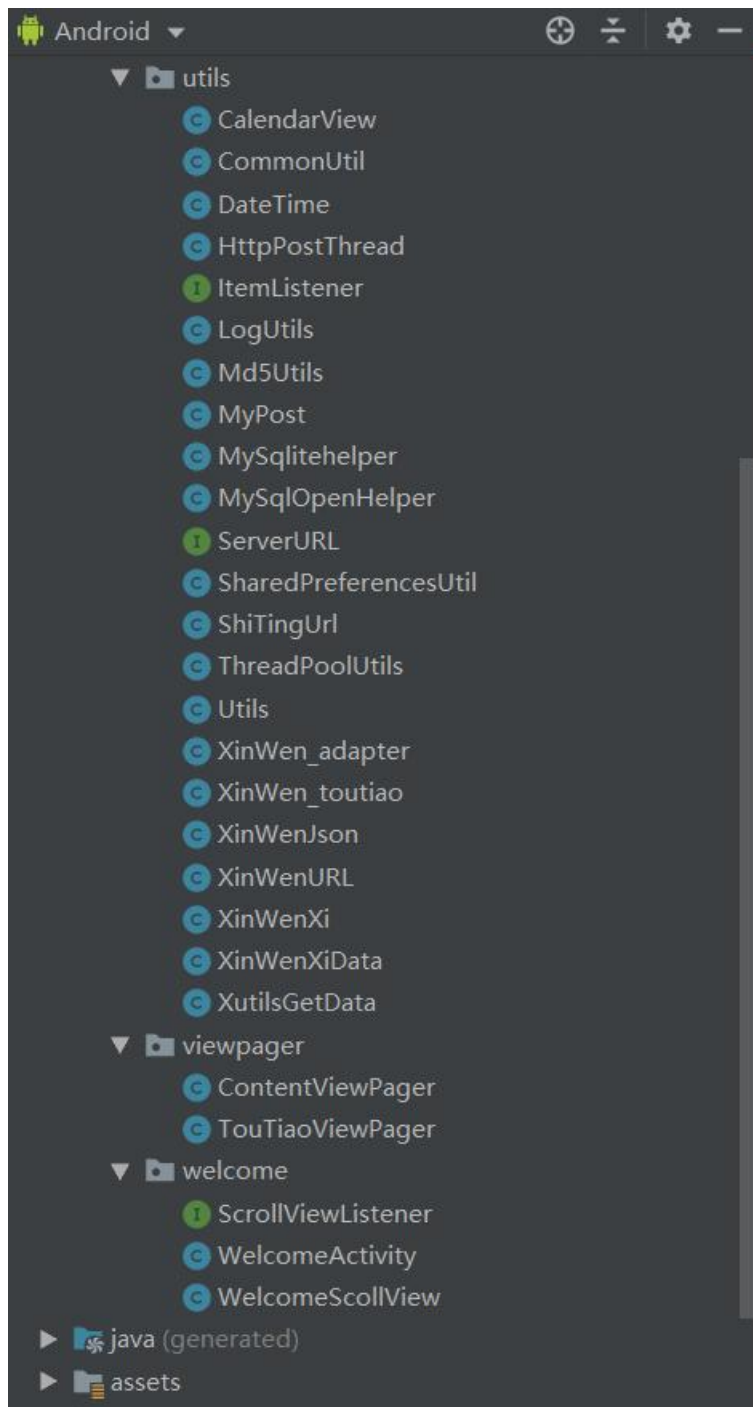 Android
utils
CalendarView
CommonUtil
DateTime
HttpPostThread
ItemListener
LogUtils
Md5Utils
MyPost
MySqlitehelper
MySqlOpenHelper
ServerURL
SharedPreferencesUtil
ShiTingUrl
ThreadPoolUtils
Utils
XinWen_adapter
XinWen_toutiao
XinWenJson
XinWenURL
XinWenXi
XinWenXiData
XutilsGetData
viewpager
ContentViewPager
TouTiaoViewPager
welcome
ScrollViewListener
WelcomeActivity
WelcomeScollView
java (generated)
assets